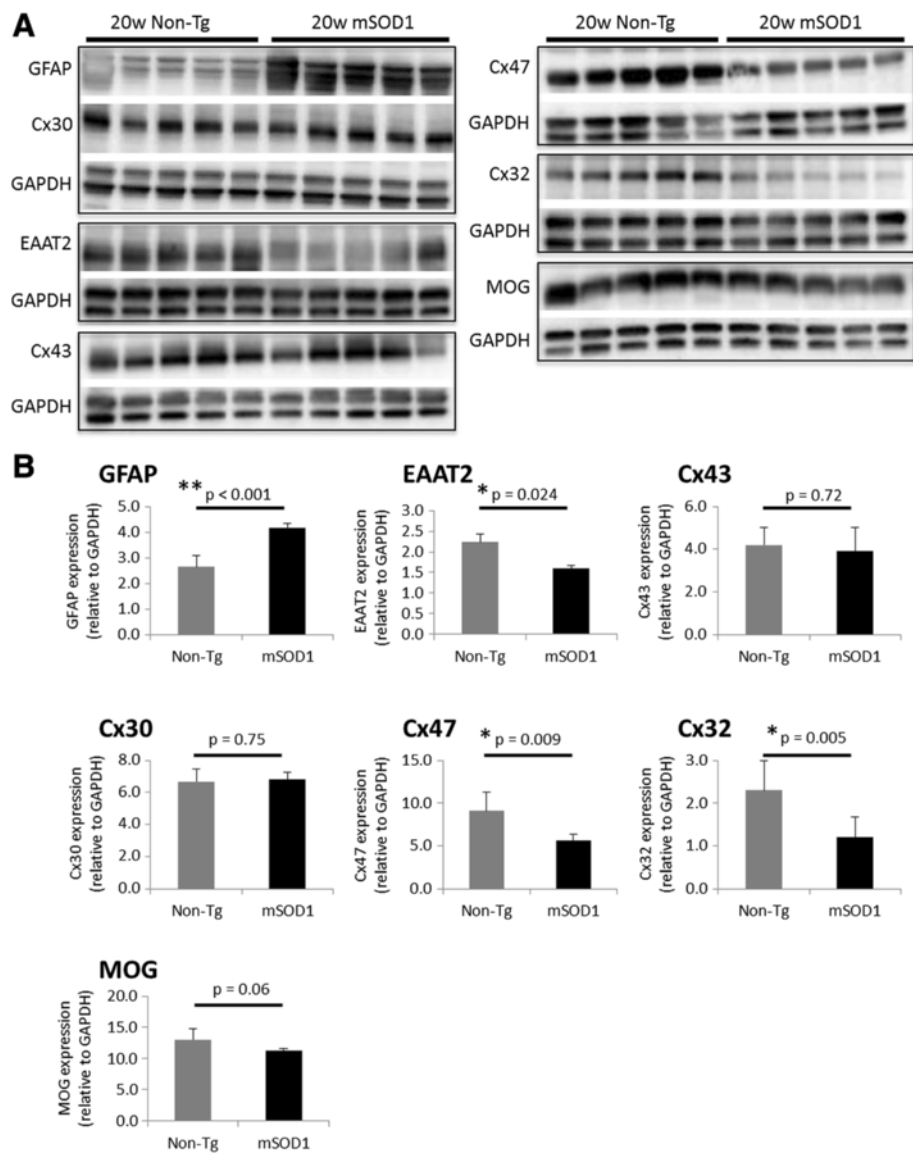 A
20w Non-Tg 20w mSOD1
GFAP
Cx30
GAPDH
EAAT2
GAPDH
Cx43
GAPDH
20w Non-Tg 20w mSOD1
Cx47
GAPDH
Cx32
GAPDH
MOG
GAPDH
B
GFAP
** p < 0.001
GFAP expression
(relative to GAPDH)
5.0
4.0
3.0
2.0
1.0
0.0
Non-Tg mSOD1
EAAT2
* p = 0.024
EAAT2 expression
(relative to GAPDH)
3.0
2.5
2.0
1.5
1.0
0.5
0.0
Non-Tg mSOD1
Cx43
p = 0.72
Cx43 expression
(relative to GAPDH)
6.0
4.0
2.0
0.0
Non-Tg mSOD1
Cx30
p = 0.75
Cx30 expression
(relative to GAPDH)
8.0
6.0
4.0
2.0
0.0
Non-Tg mSOD1
Cx47
* p = 0.009
Cx47 expression
(relative to GAPDH)
15.0
10.0
5.0
0.0
Non-Tg mSOD1
Cx32
* p = 0.005
Cx32 expression
(relative to GAPDH)
3.0
2.0
1.0
0.0
Non-Tg mSOD1
MOG
p = 0.06
MOG expression
(relative to GAPDH)
20.0
15.0
10.0
5.0
0.0
Non-Tg mSOD1